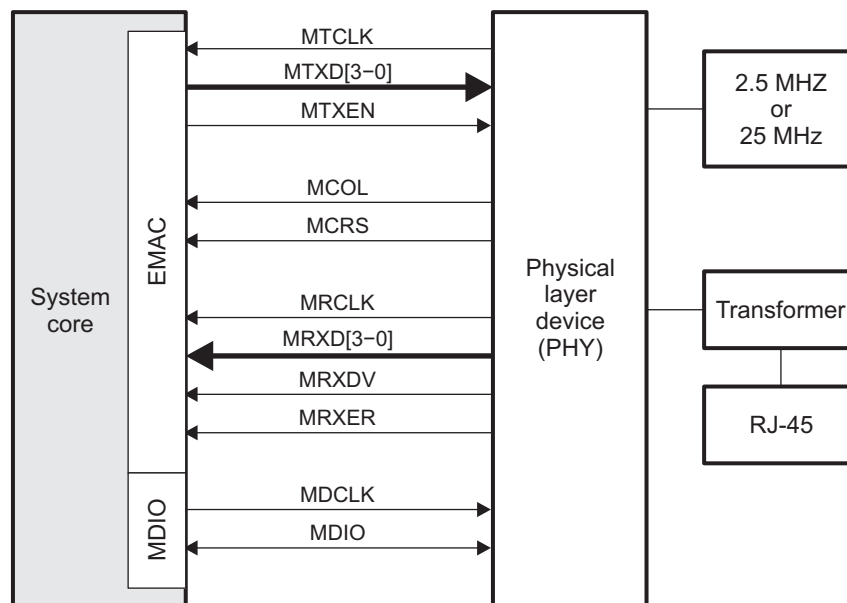 System
core
EMAC
MDIO
MTCLK
MTXD[3−0]
MTXEN
MCOL
MCRS
MRCLK
MRXD[3−0]
MRXDV
MRXER
MDCLK
MDIO
Physical
layer
device
(PHY)
2.5 MHZ
or
25 MHz
Transformer
RJ-45